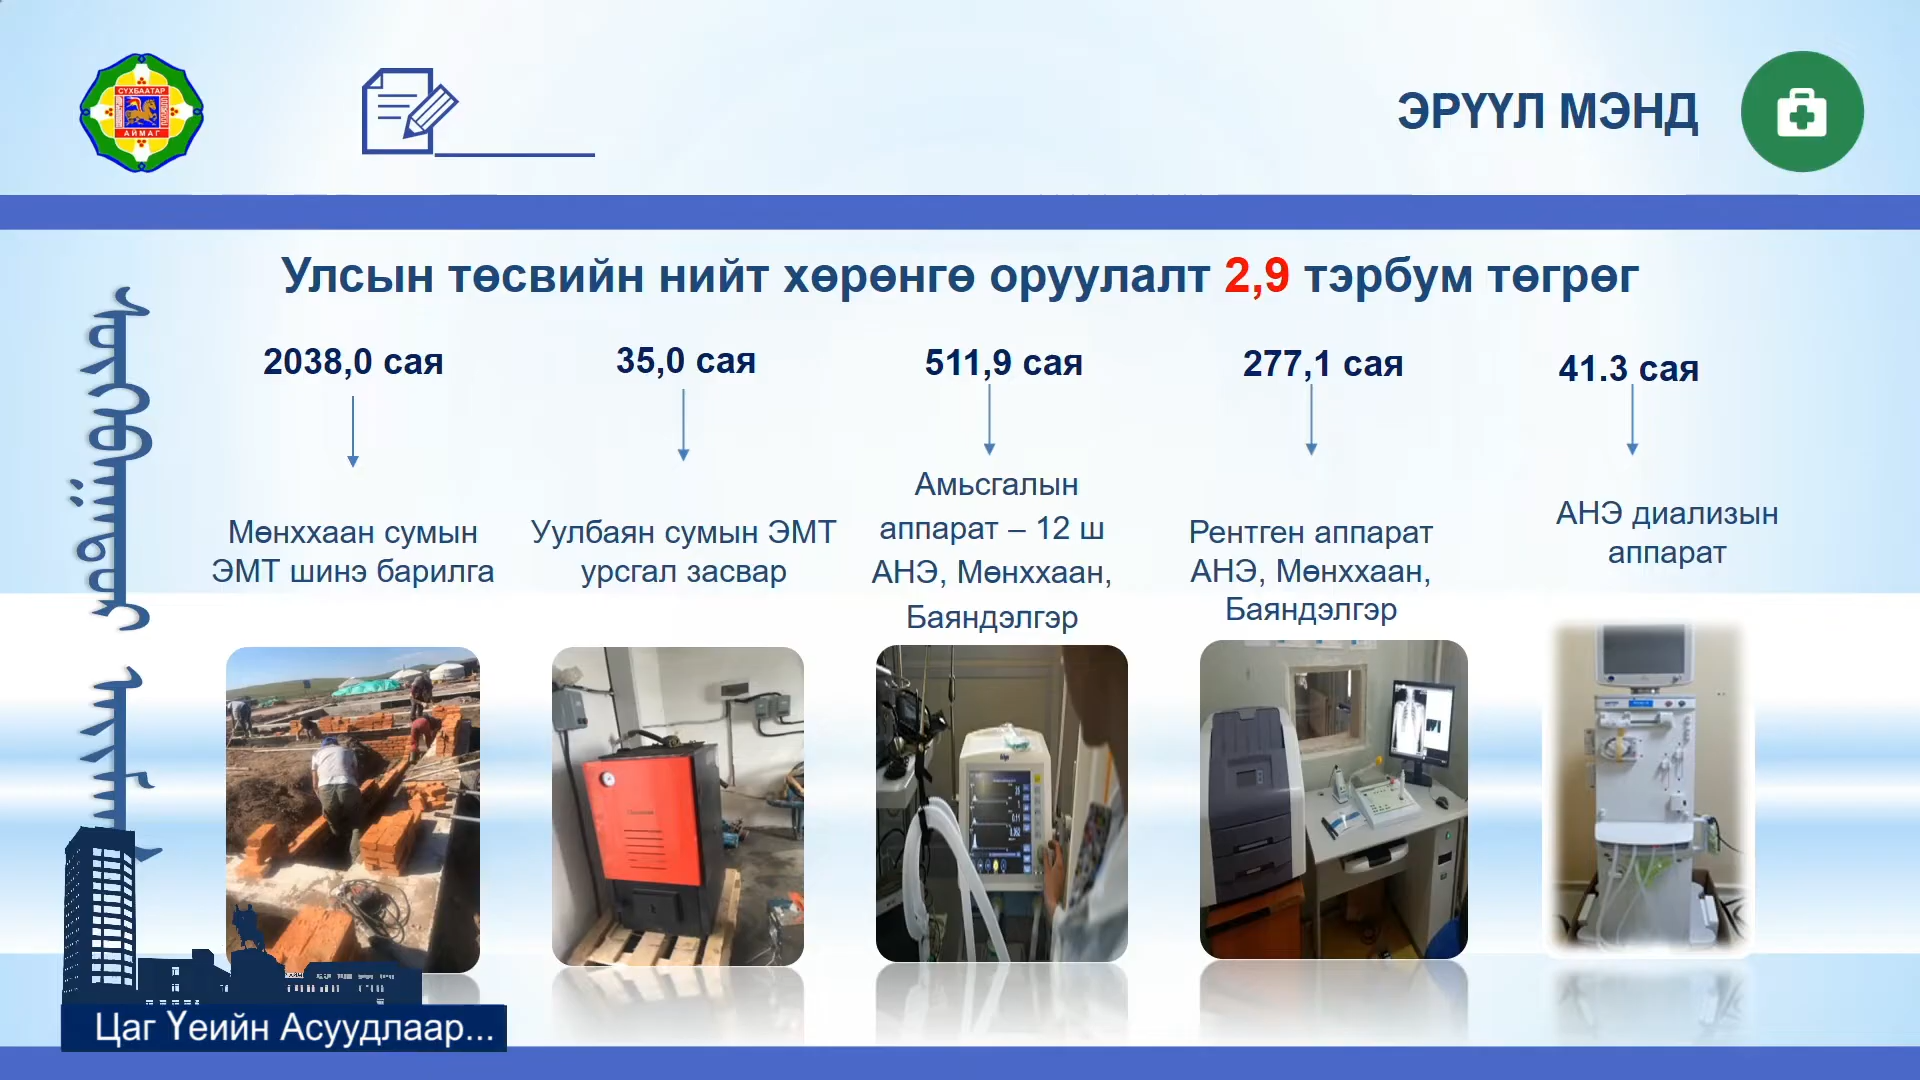 СҮХБААТАР
АЙМАГ
ЭРҮҮЛ МЭНД
Улсын төсвийн нийт хөрөнгө оруулалт 2,9 тэрбум төгрөг
2038,0 сая
Мөнххаан сумын
ЭМТ шинэ барилга
35,0 сая
Уулбаян сумын ЭМТ
урсгал засвар
511,9 сая
Амьсгалын
аппарат – 12 ш
АНЭ, Мөнххаан,
Баяндэлгэр
277,1 сая
Рентген аппарат
АНЭ, Мөнххаан,
Баяндэлгэр
41.3 сая
АНЭ диализын
аппарат
Цаг Үеийн Асуудлаар...